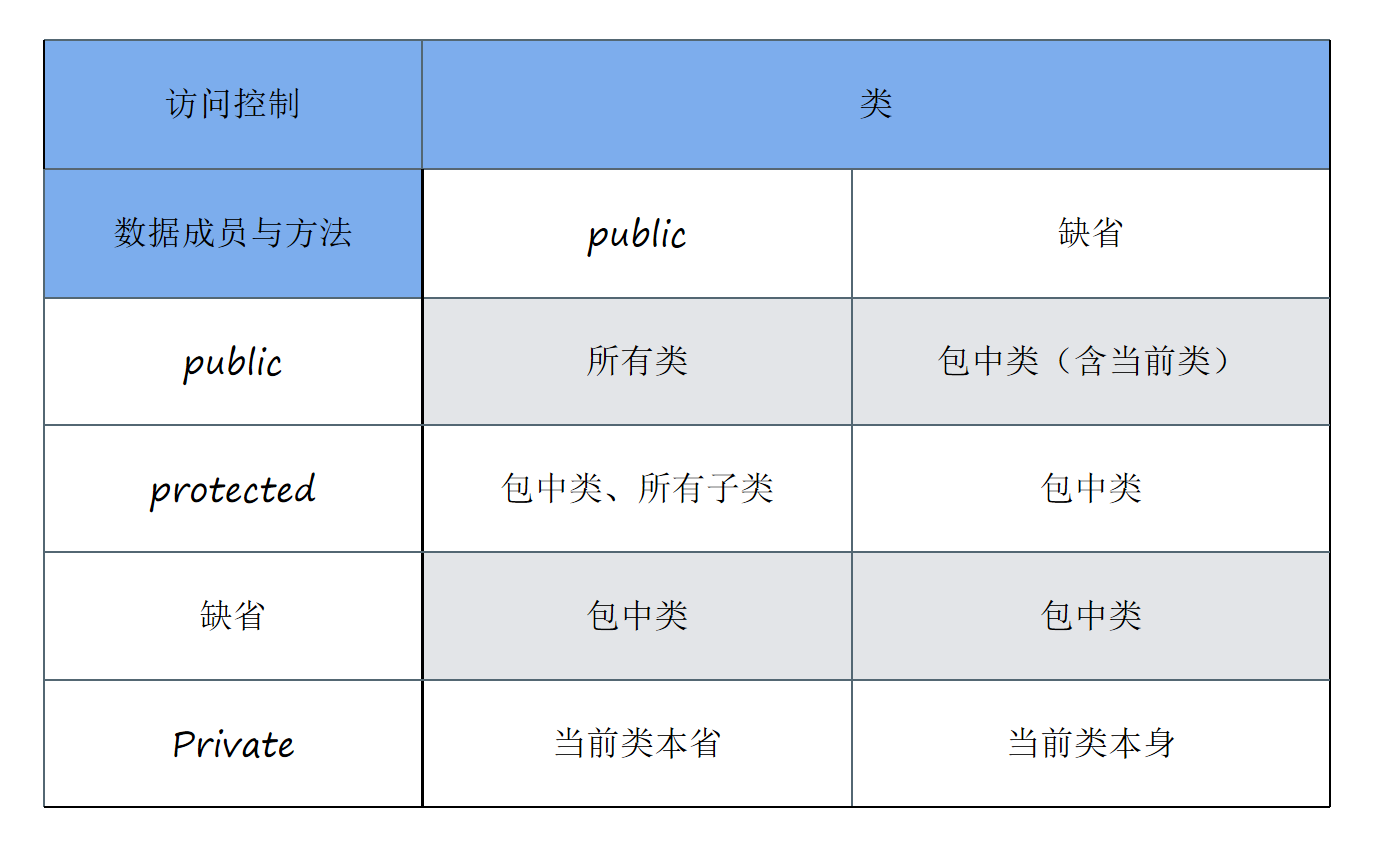 访问控制
类
数据成员与方法
public
缺省
public
所有类
包中类（含当前类）
protected
包中类、所有子类
包中类
缺省
包中类
包中类
Private
当前类本省
当前类本身